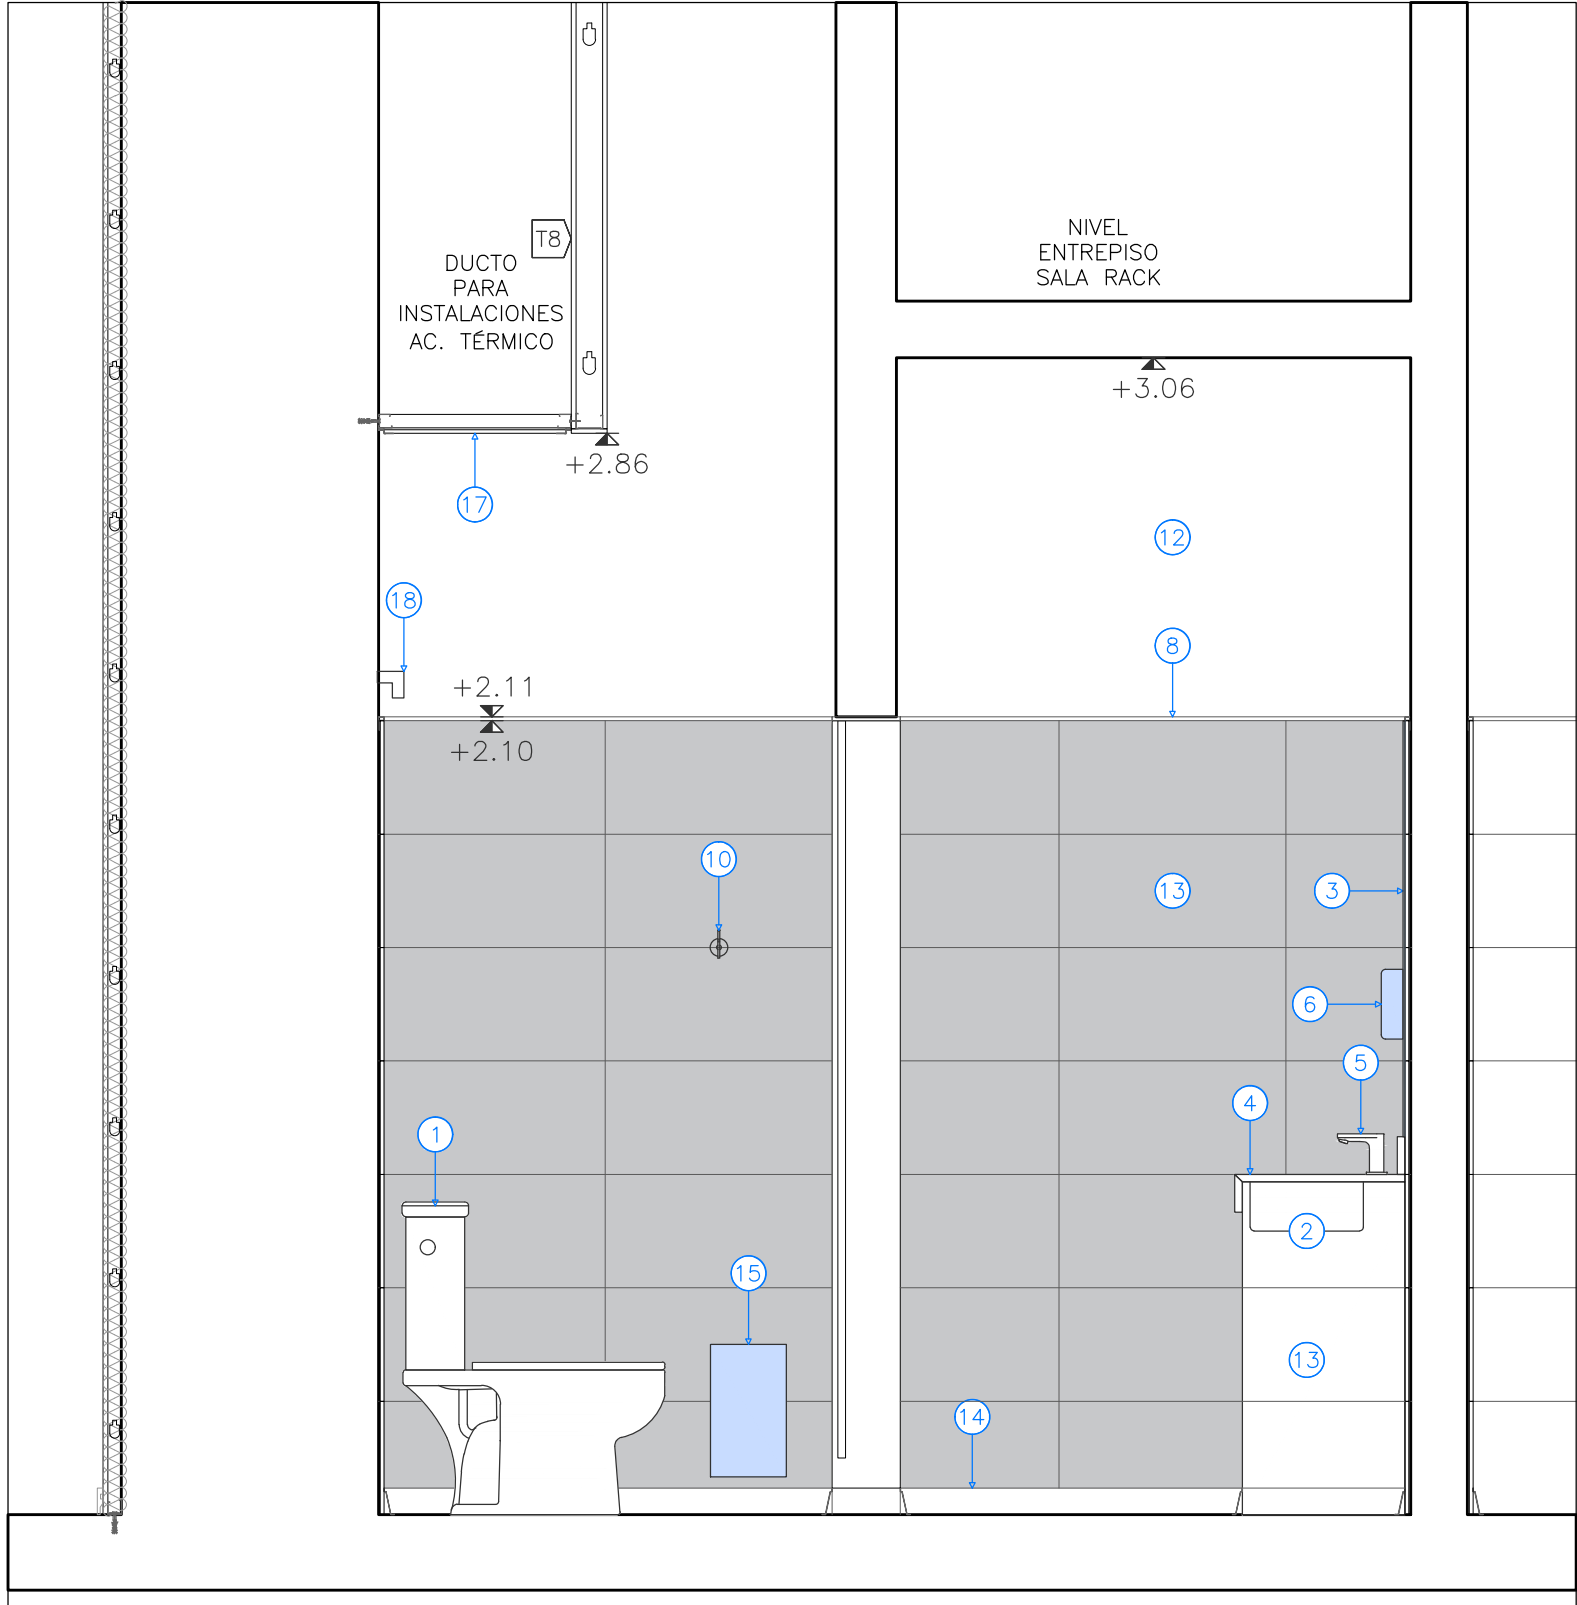 T8
DUCTO
PARA
INSTALACIONES
AC. TÉRMICO
NIVEL
ENTREPISO
SALA RACK
+3.06
+2.86
17
12
18
8
+2.11
+2.10
10
13
3
6
5
4
1
2
15
13
14